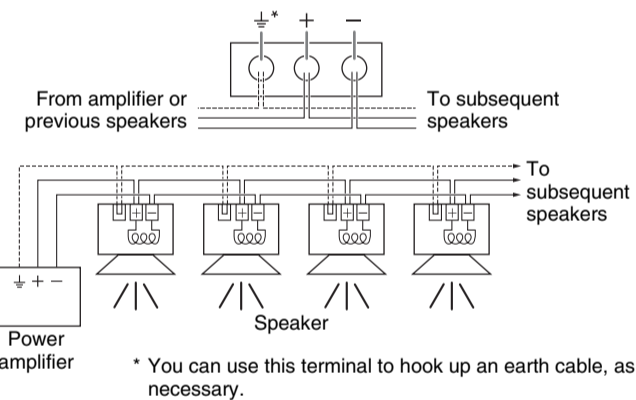 * + −
From amplifier or
previous speakers
To subsequent
speakers
To
subsequent
speakers
+ − + − + − + −
+ −
Power
amplifier
Speaker
* You can use this terminal to hook up an earth cable, as
necessary.